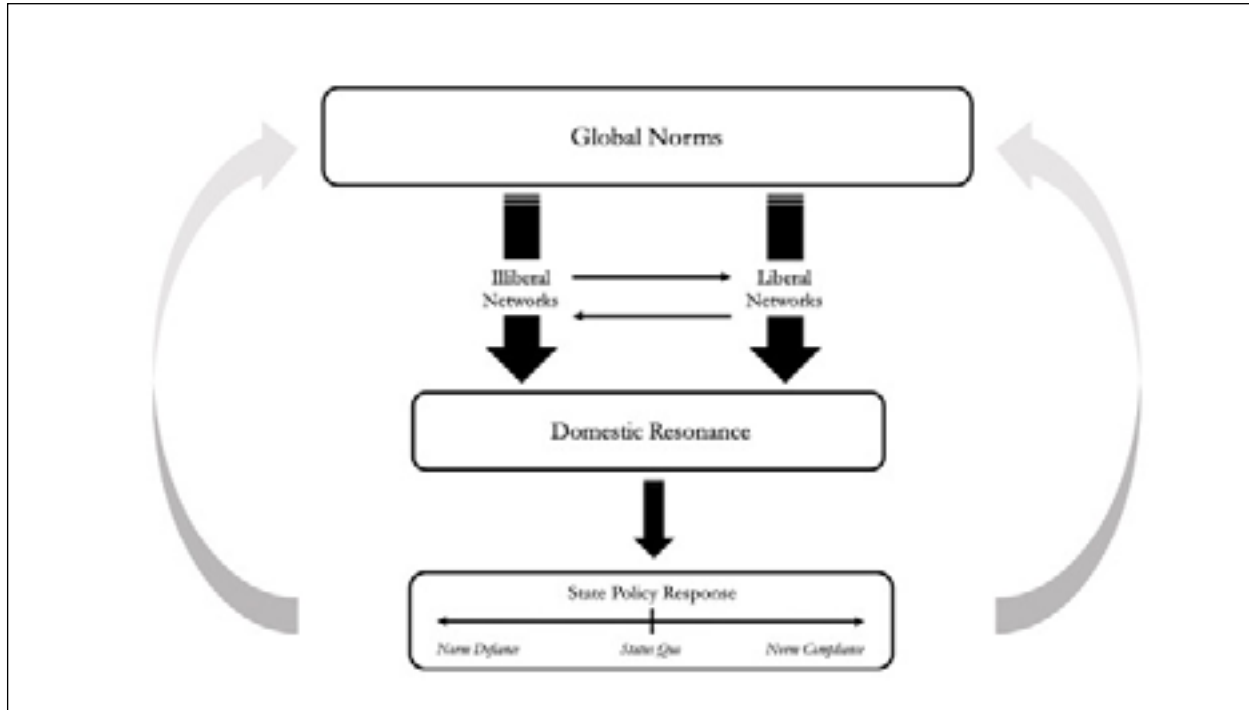 Global Norms
Illiberal
Networks
Liberal
Networks
Domestic Resonance
State Policy Response
Norm Defiance
Status Quo
Norm Compliance